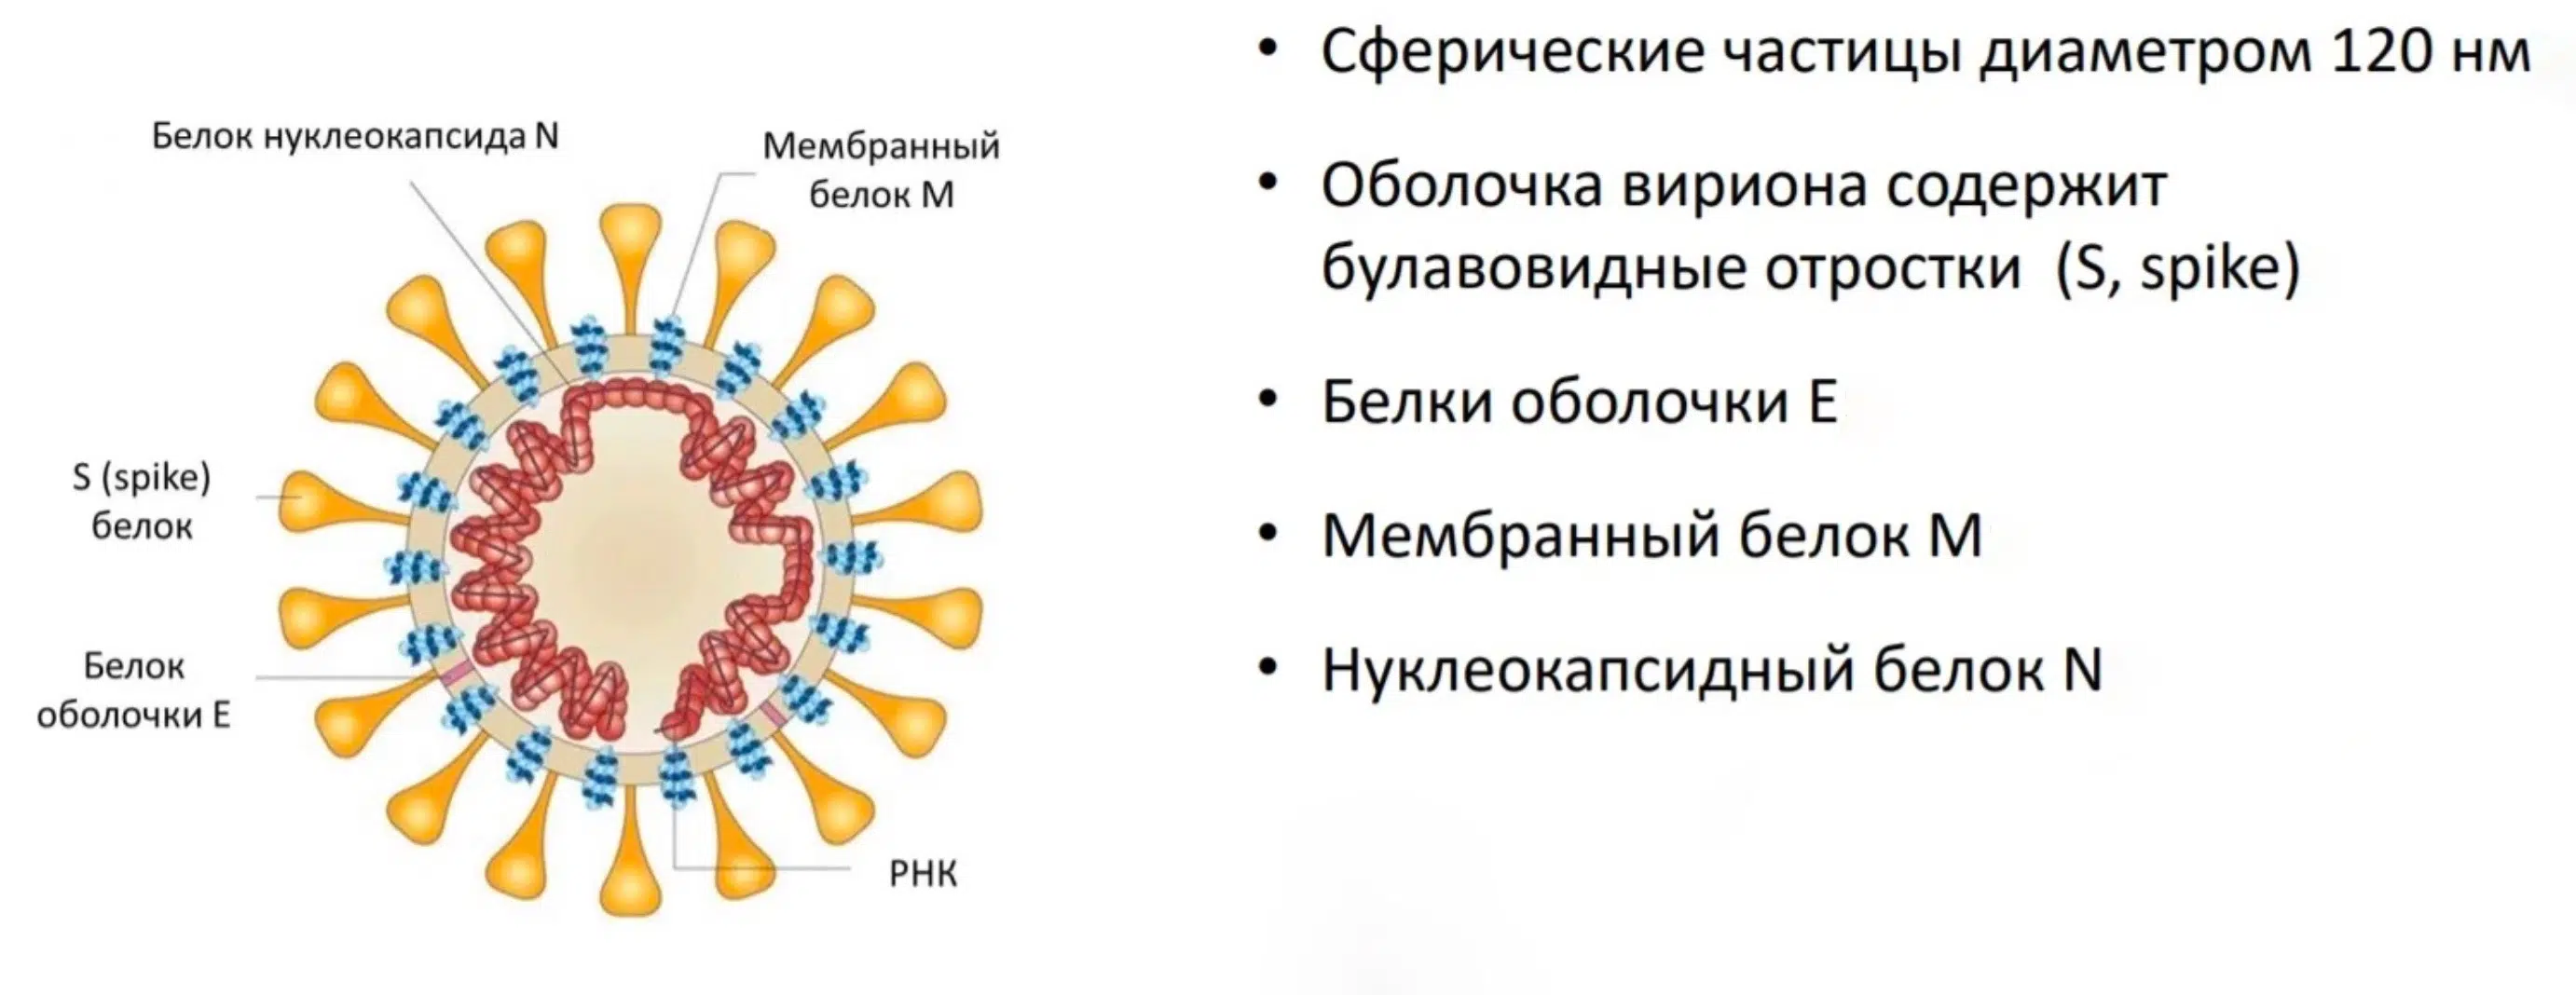 Белок нуклеокапсида N
Мембранный
белок М
S (spike)
белок
Белок
оболочки Е
РНК
• Сферические частицы диаметром 120 нм
• Оболочка вириона содержит
булавовидные отростки (S, spike)
• Белки оболочки Е
• Мембранный белок М
• Нуклеокапсидный белок N